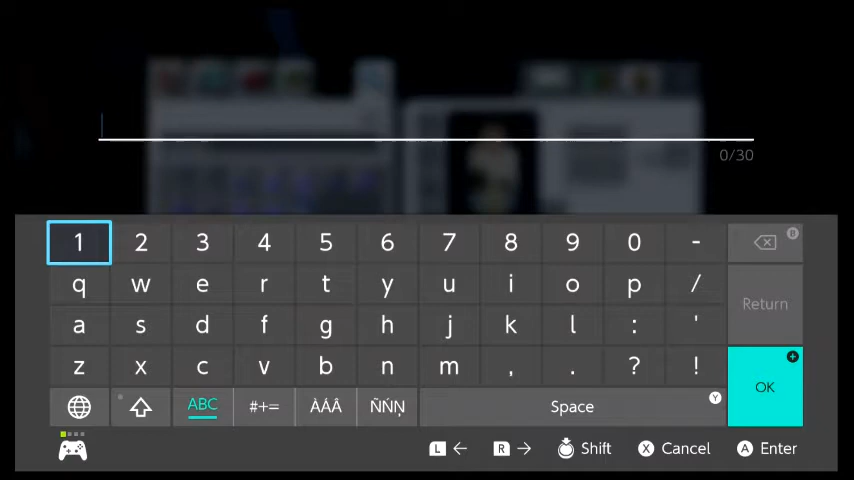 0/30
1 2 3 4 5 6 7 8 9 0 - B
q w e r t y u i o p / Return
a s d f g h j k l : '
z x c v b n m , . ? ! OK +
ABC #+= ÀÁÂ ÑŃŅ Space Y
L ← R → Shift X Cancel A Enter